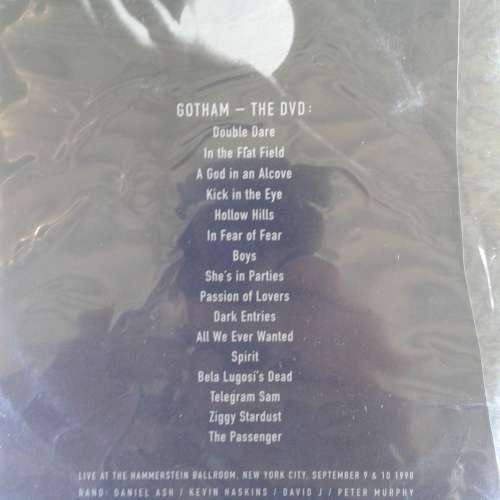 GOTHAM – THE DVD:
Double Dare
In the Flat Field
A God in an Alcove
Kick in the Eye
Hollow Hills
In Fear of Fear
Boys
She's in Parties
Passion of Lovers
Dark Entries
All We Ever Wanted
Spirit
Bela Lugosi's Dead
Telegram Sam
Ziggy Stardust
The Passenger
LIVE AT THE HAMMERSTEIN BALLROOM, NEW YORK CITY, SEPTEMBER 9 & 10 1998
BAND: DANIEL ASH / KEVIN HASKINS / DAVID J / PETER MURPHY